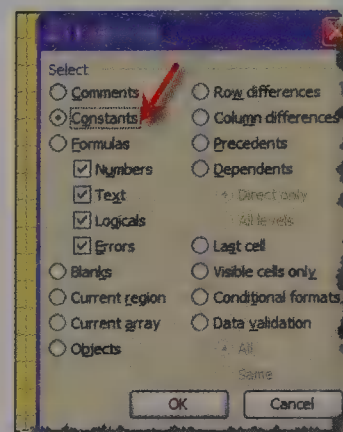 Select
Comments
Constants
Formulas
Numbers
Text
Logicals
Errors
Blanks
Current region
Current array
Objects
Row differences
Column differences
Precedents
Dependents
Direct only
All levels
Last cell
Visible cells only
Conditional formats
Data validation
All
Same
OK
Cancel